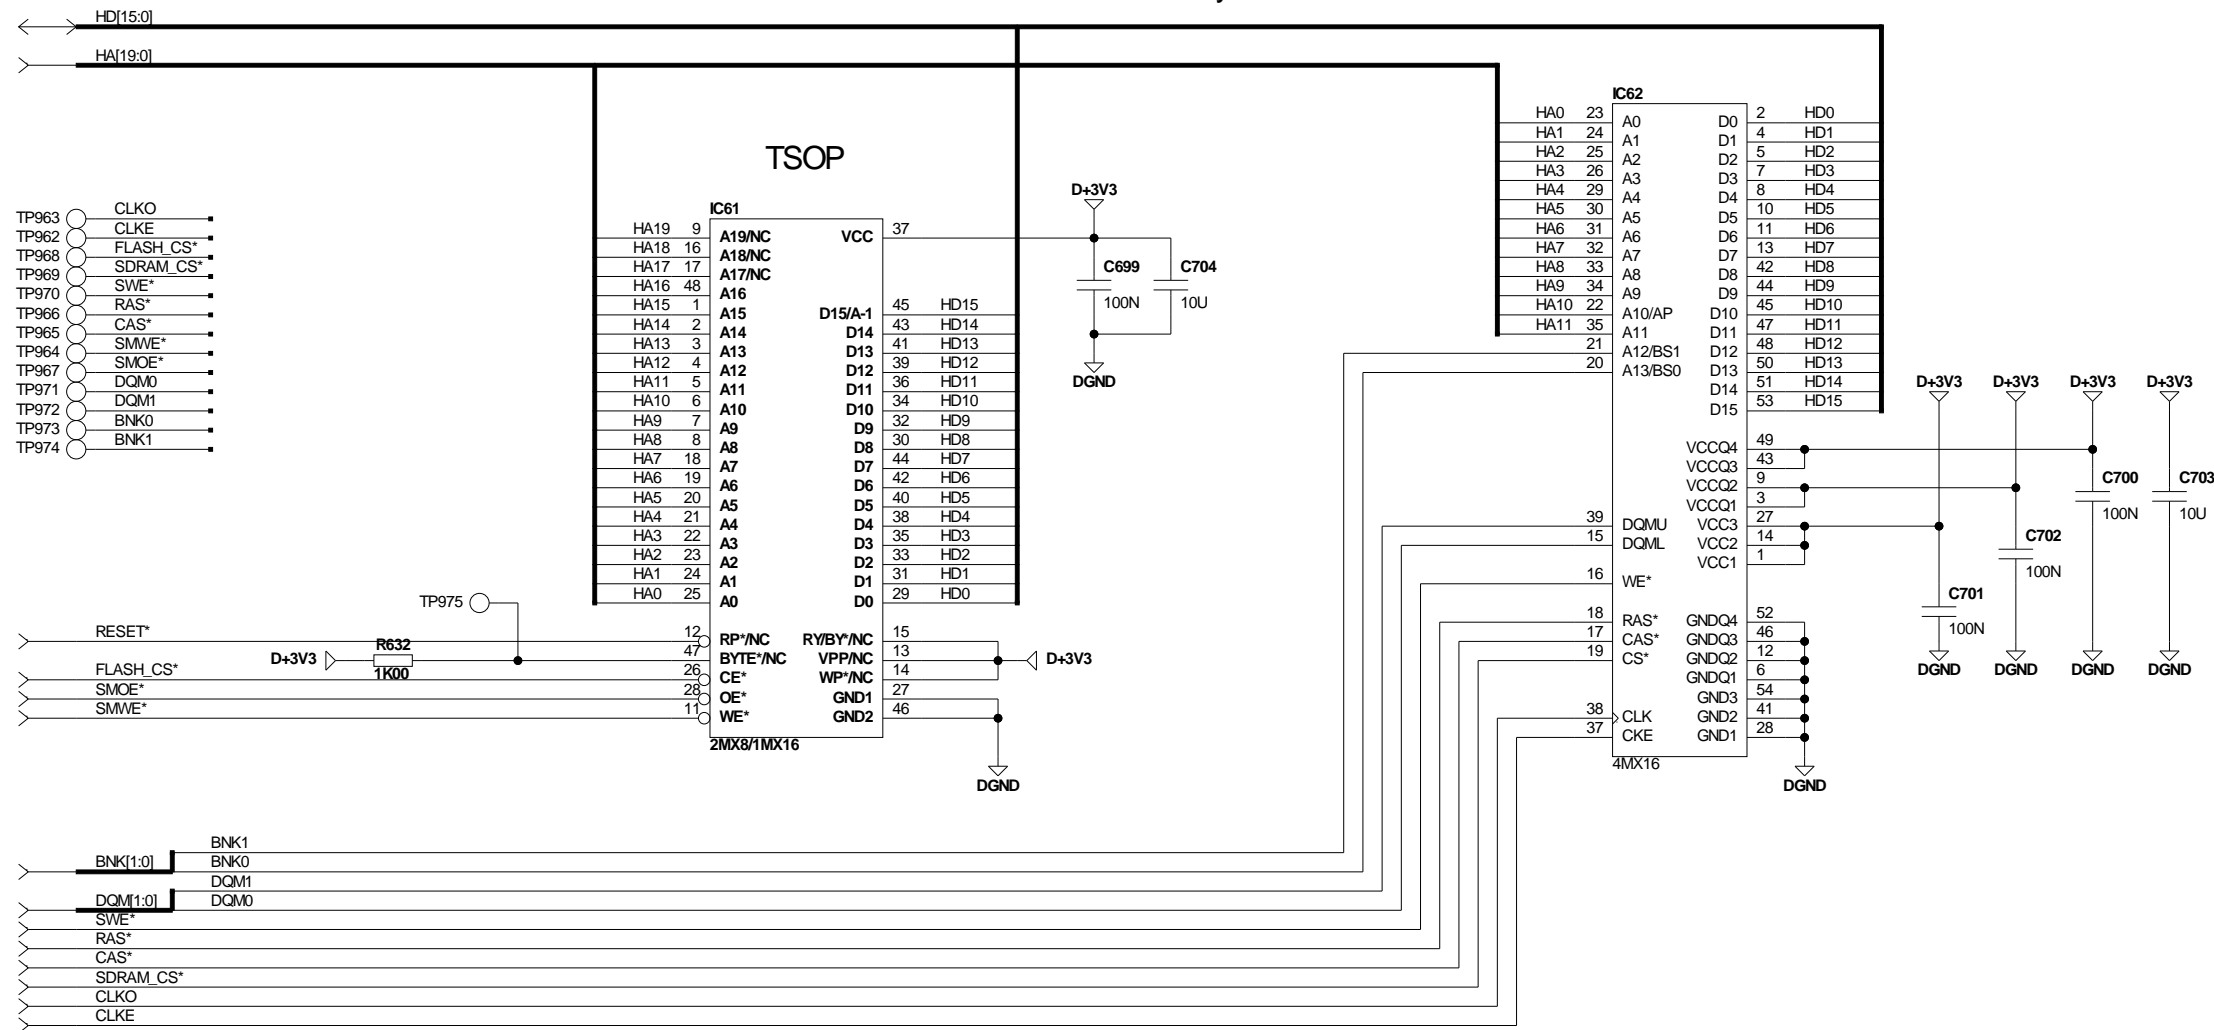 HD[15:0]
HA[19:0]
TSOP
TP963 CLKO
TP962 CLKE
TP968 FLASH_CS*
TP969 SDRAM_CS*
TP970 SWE*
TP966 RAS*
TP965 CAS*
TP964 SMWE*
TP967 SMOE*
TP971 DQM0
TP972 DQM1
TP973 BNK0
TP974 BNK1
IC61
HA19 9 A19/NC VCC 37
HA18 16 A18/NC
HA17 17 A17/NC
HA16 48 A16
HA15 1 A15 D15/A-1 45 HD15
HA14 2 A14 D14 43 HD14
HA13 3 A13 D13 41 HD13
HA12 4 A12 D12 39 HD12
HA11 5 A11 D11 36 HD11
HA10 6 A10 D10 34 HD10
HA9 7 A9 D9 32 HD9
HA8 8 A8 D8 30 HD8
HA7 18 A7 D7 44 HD7
HA6 19 A6 D6 42 HD6
HA5 20 A5 D5 40 HD5
HA4 21 A4 D4 38 HD4
HA3 22 A3 D3 35 HD3
HA2 23 A2 D2 33 HD2
HA1 24 A1 D1 31 HD1
HA0 25 A0 D0 29 HD0
TP975
RESET* 12 RP*/NC RY/BY*/NC 15
D+3V3 R632 1K00 47 BYTE*/NC VPP/NC 13 D+3V3
FLASH_CS* 26 CE* WP*/NC 14
SMOE* 28 OE* GND1 27
SMWE* 11 WE* GND2 46
2MX8/1MX16
DGND
D+3V3
C699 C704
100N 10U
DGND
IC62
HA0 23 A0 D0 2 HD0
HA1 24 A1 D1 4 HD1
HA2 25 A2 D2 5 HD2
HA3 26 A3 D3 7 HD3
HA4 29 A4 D4 8 HD4
HA5 30 A5 D5 10 HD5
HA6 31 A6 D6 11 HD6
HA7 32 A7 D7 13 HD7
HA8 33 A8 D8 42 HD8
HA9 34 A9 D9 44 HD9
HA10 22 A10/AP D10 45 HD10
HA11 35 A11 D11 47 HD11
21 A12/BS1 D12 48 HD12
20 A13/BS0 D13 50 HD13
D14 51 HD14
D15 53 HD15
VCCQ4 49
VCCQ3 43
VCCQ2 9
VCCQ1 3
39 DQMU VCC3 27
15 DQML VCC2 14
VCC1 1
16 WE*
18 RAS* GNDQ4 52
17 CAS* GNDQ3 46
19 CS* GNDQ2 12
GNDQ1 6
GND3 54
38 CLK GND2 41
37 CKE GND1 28
4MX16
DGND
D+3V3 D+3V3 D+3V3 D+3V3
C700 C703
100N 10U
C702
100N
C701
100N
DGND DGND DGND DGND
BNK1
BNK[1:0] BNK0
DQM1
DQM[1:0] DQM0
SWE*
RAS*
CAS*
SDRAM_CS*
CLKO
CLKE